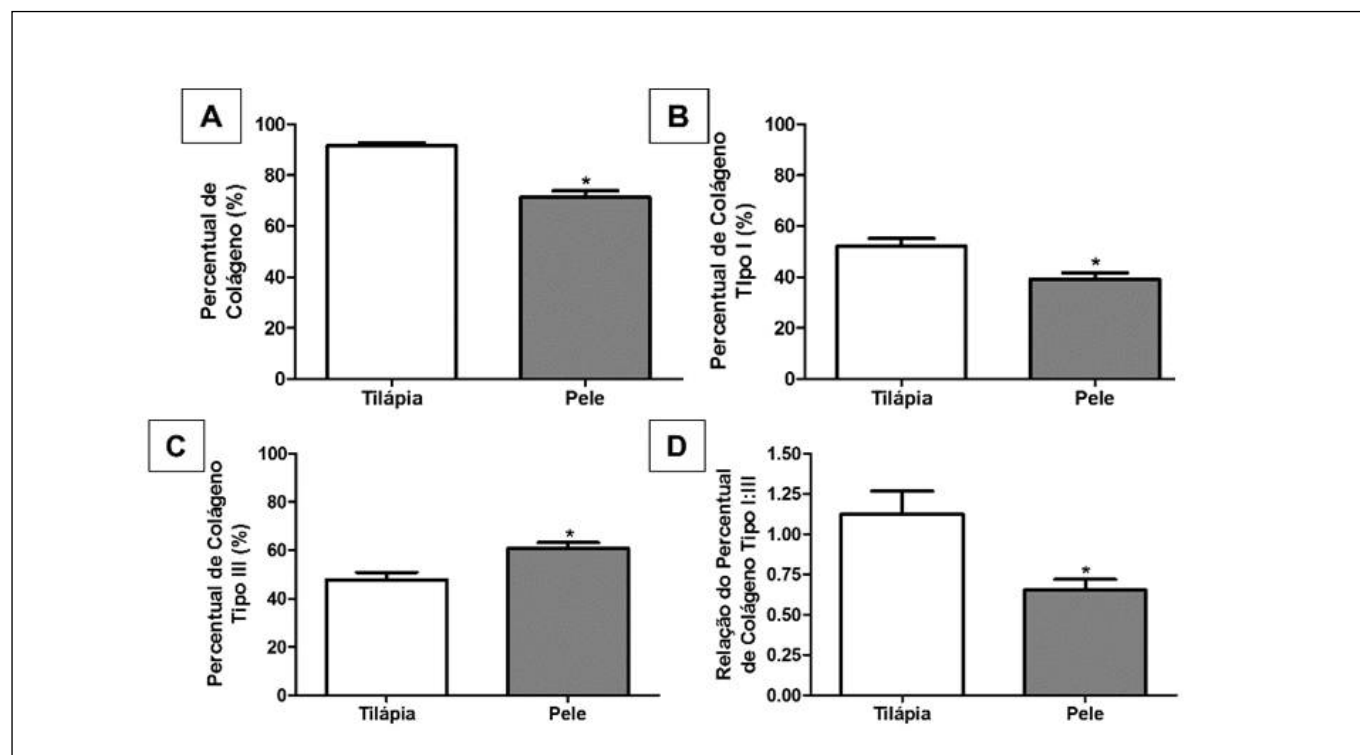 A
Percentual de
Colágeno (%)
100
80
60
40
20
0
*
Tilápia
Pele
B
Percentual de Colágeno
TIpo I (%)
100
80
60
40
20
0
*
Tilápia
Pele
C
Percentual de Colágeno
Tipo III (%)
100
80
60
40
20
0
*
Tilápia
Pele
D
Relação do Percentual
de Colágeno Tipo I:III
1.50
1.25
1.00
0.75
0.50
0.25
0.00
*
Tilápia
Pele